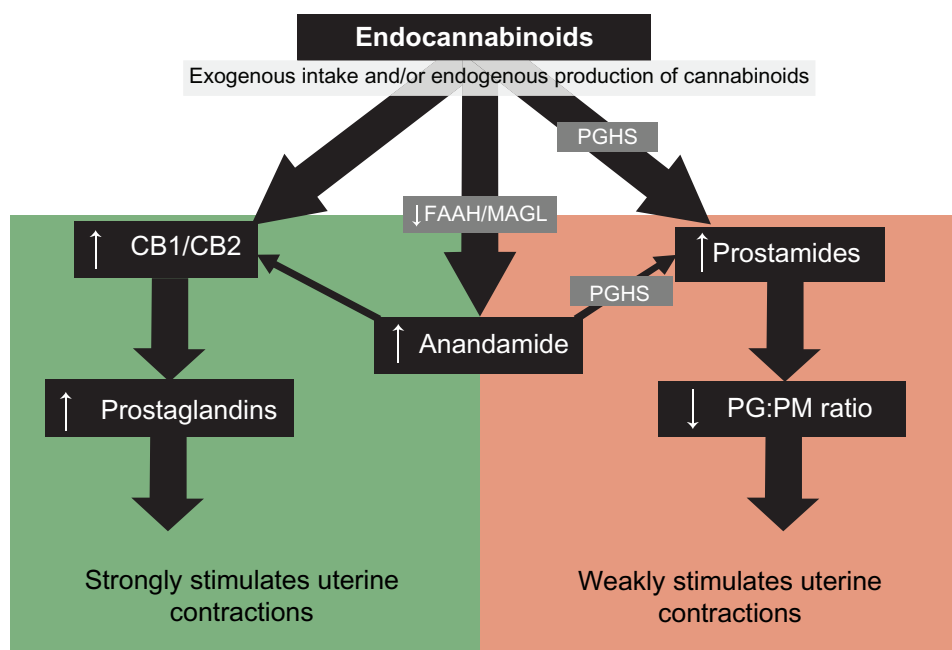 Endocannabinoids
Exogenous intake and/or endogenous production of cannabinoids
PGHS
↓FAAH/MAGL
↑ CB1/CB2
↑Prostamides
PGHS
↑ Anandamide
↑ Prostaglandins
↓ PG:PM ratio
Strongly stimulates uterine
contractions
Weakly stimulates uterine
contractions